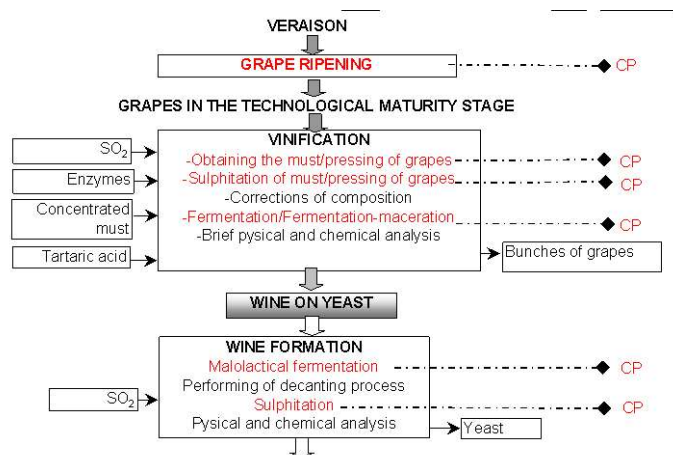 VERAISON
GRAPE RIPENING
CP
GRAPES IN THE TECHNOLOGICAL MATURITY STAGE
VINIFICATION
SO₂
-Obtaining the must/pressing of grapes
CP
Enzymes
-Sulphitation of must/pressing of grapes
CP
-Corrections of composition
Concentrated
must
-Fermentation/Fermentation-maceration
CP
-Brief pysical and chemical analysis
Tartaric acid
Bunches of grapes
WINE ON YEAST
WINE FORMATION
Malolactical fermentation
CP
Performing of decanting process
SO₂
Sulphitation
CP
Pysical and chemical analysis
Yeast